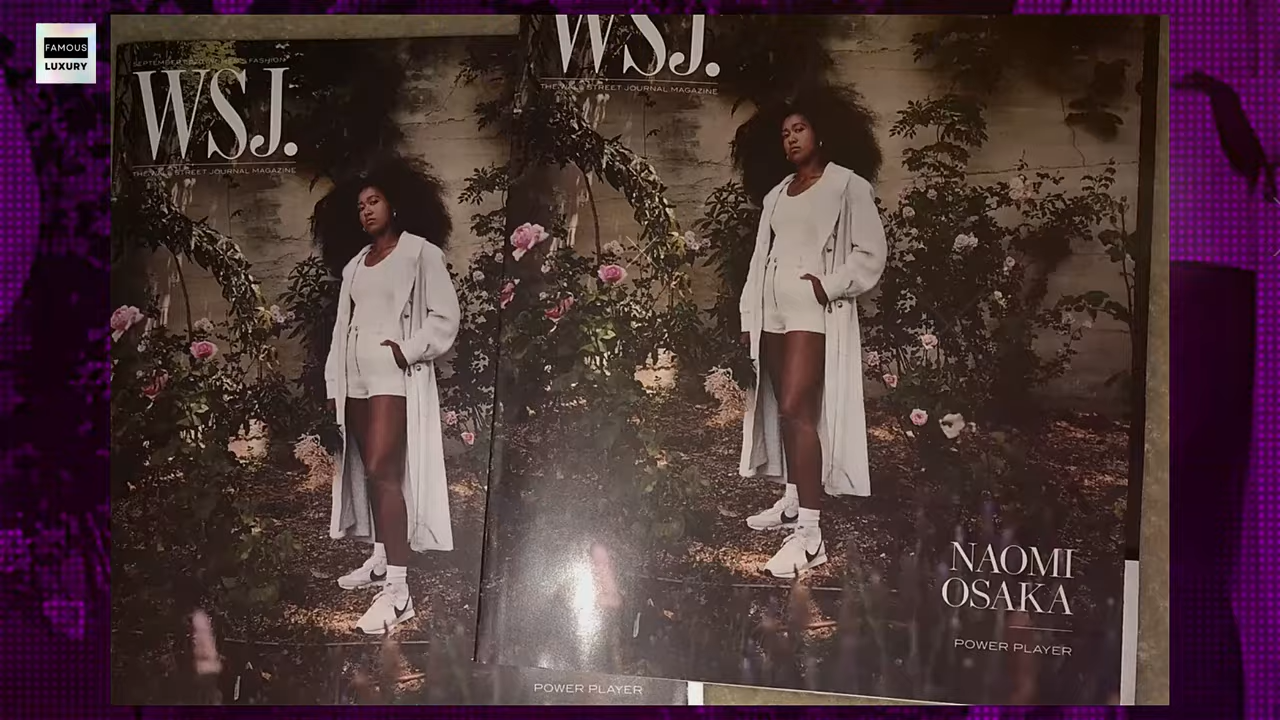 FAMOUS
LUXURY
WSJ.
THE WALL STREET JOURNAL MAGAZINE
POWER PLAYER
WSJ.
THE WALL STREET JOURNAL MAGAZINE
NAOMI
OSAKA
POWER PLAYER